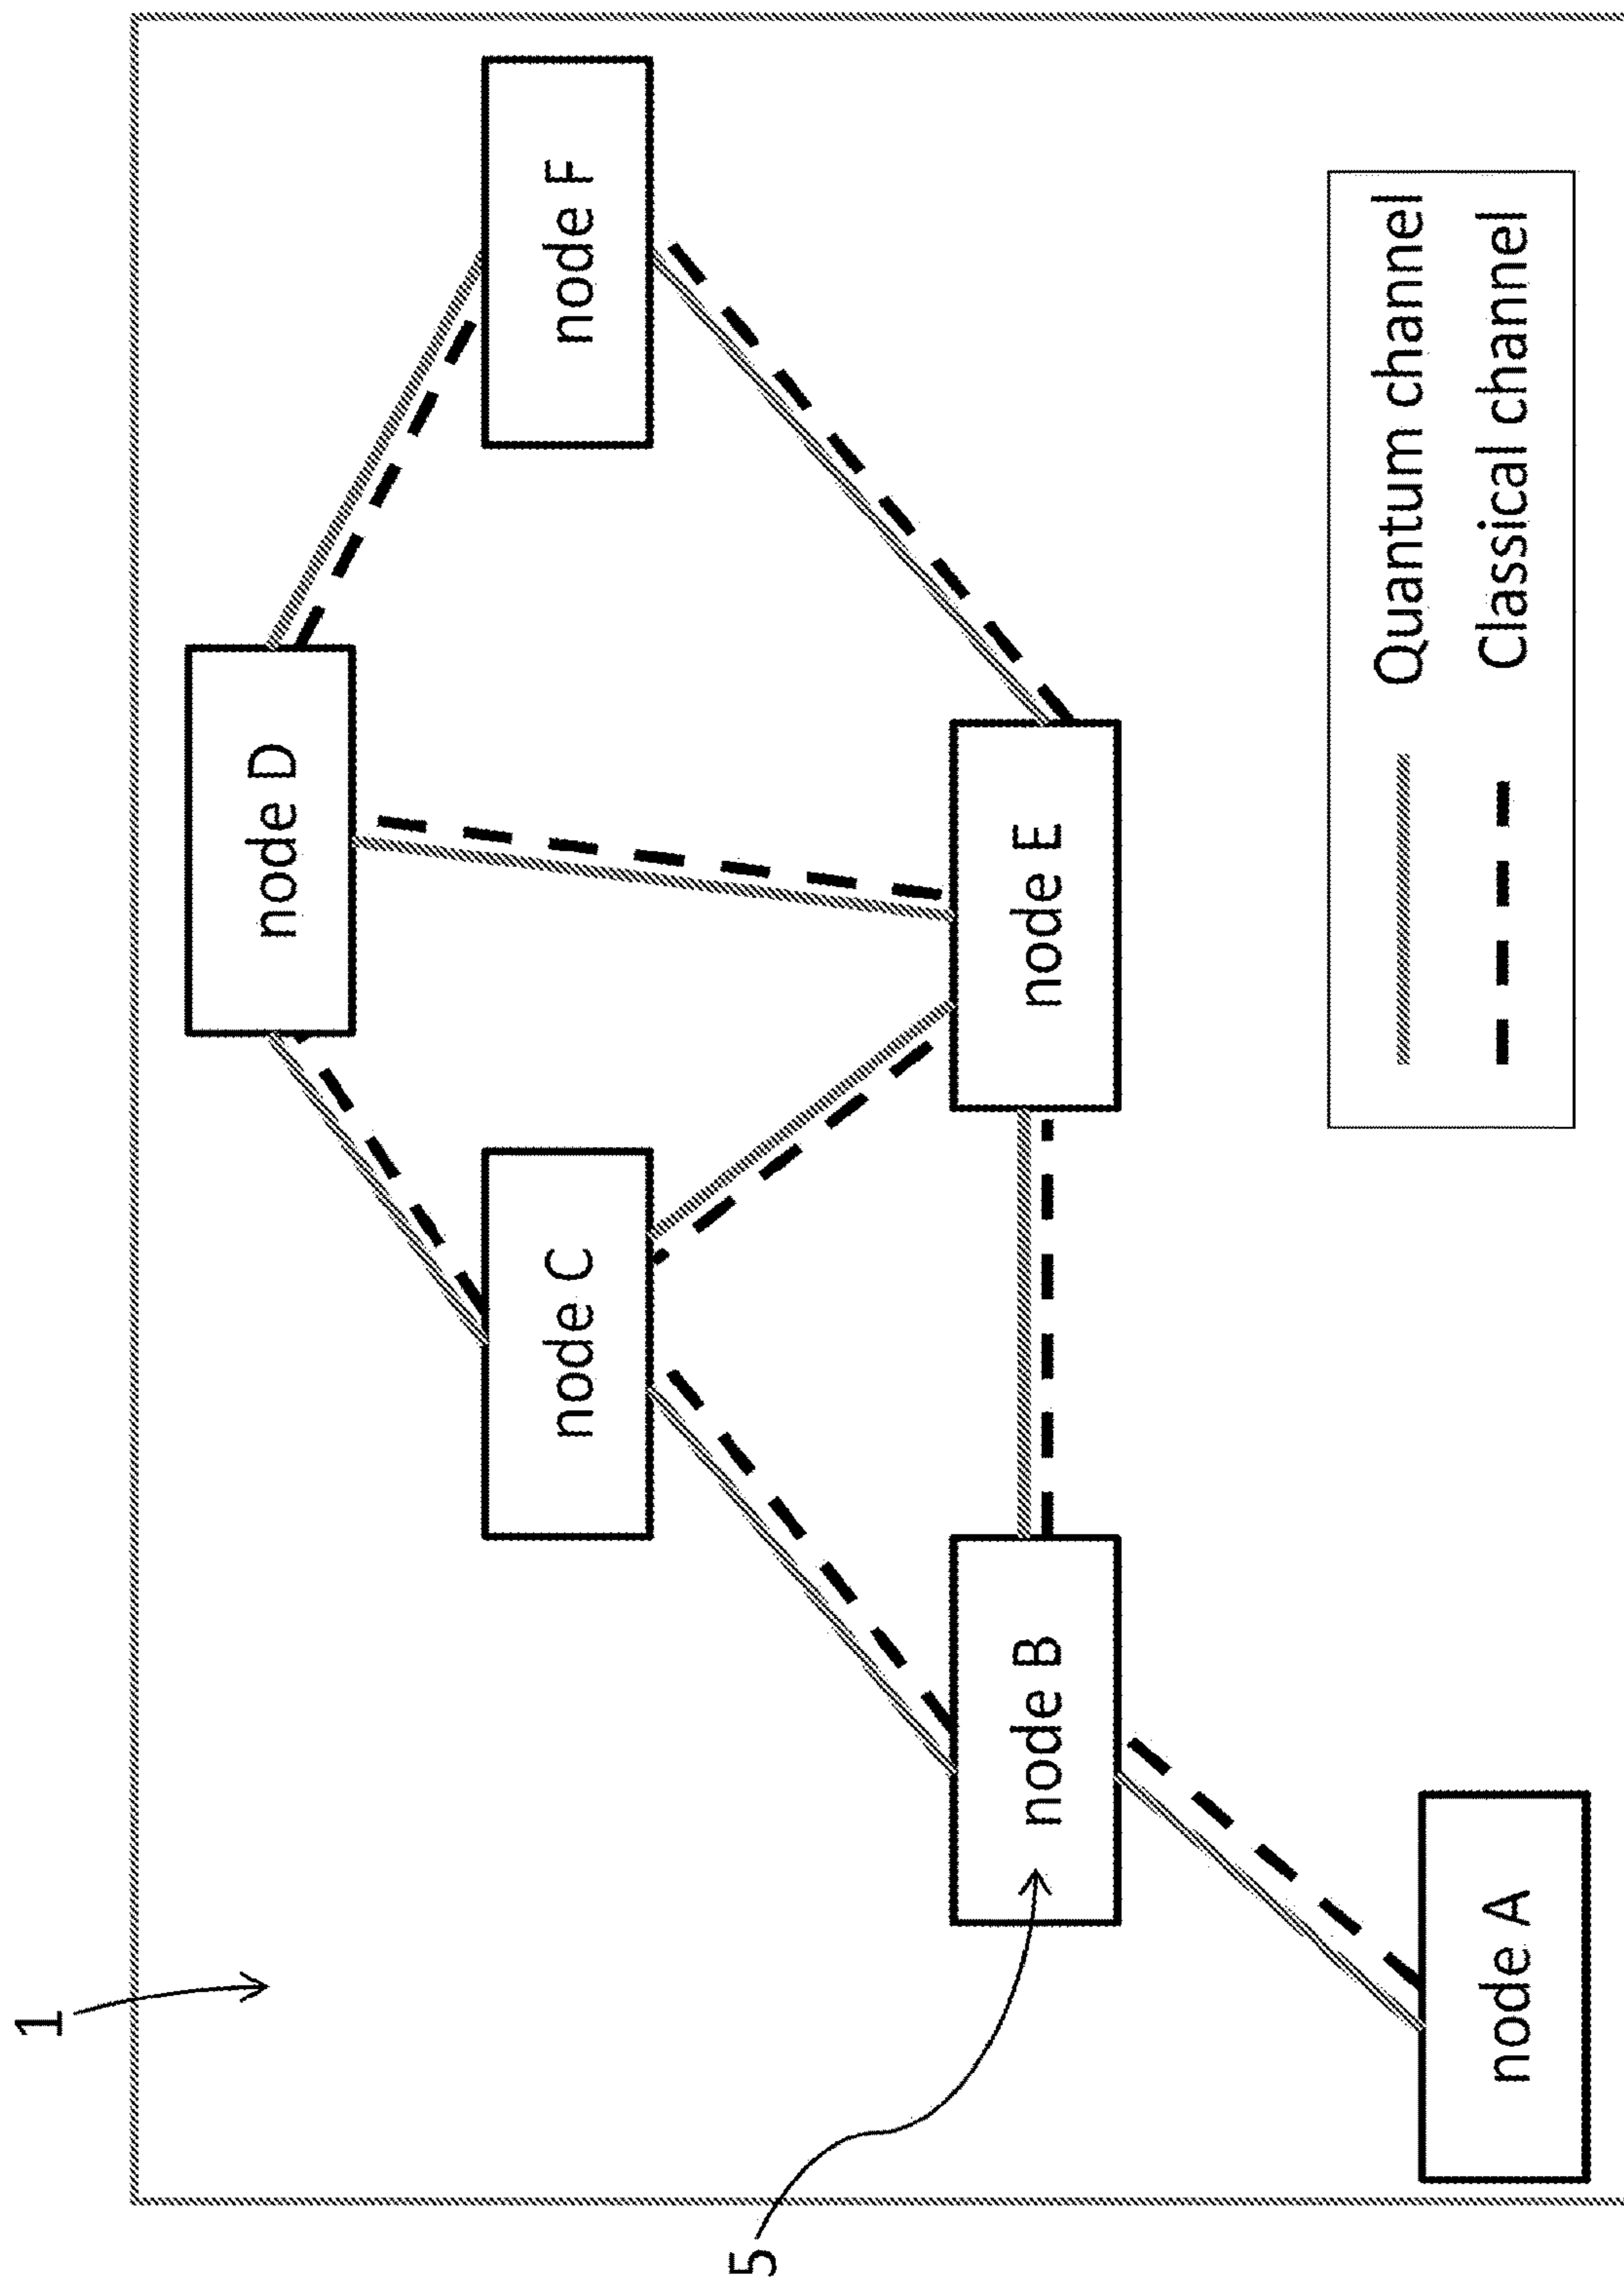 1
node D
node C
node F
5
node B
node E
node A
Quantum channel
Classical channel